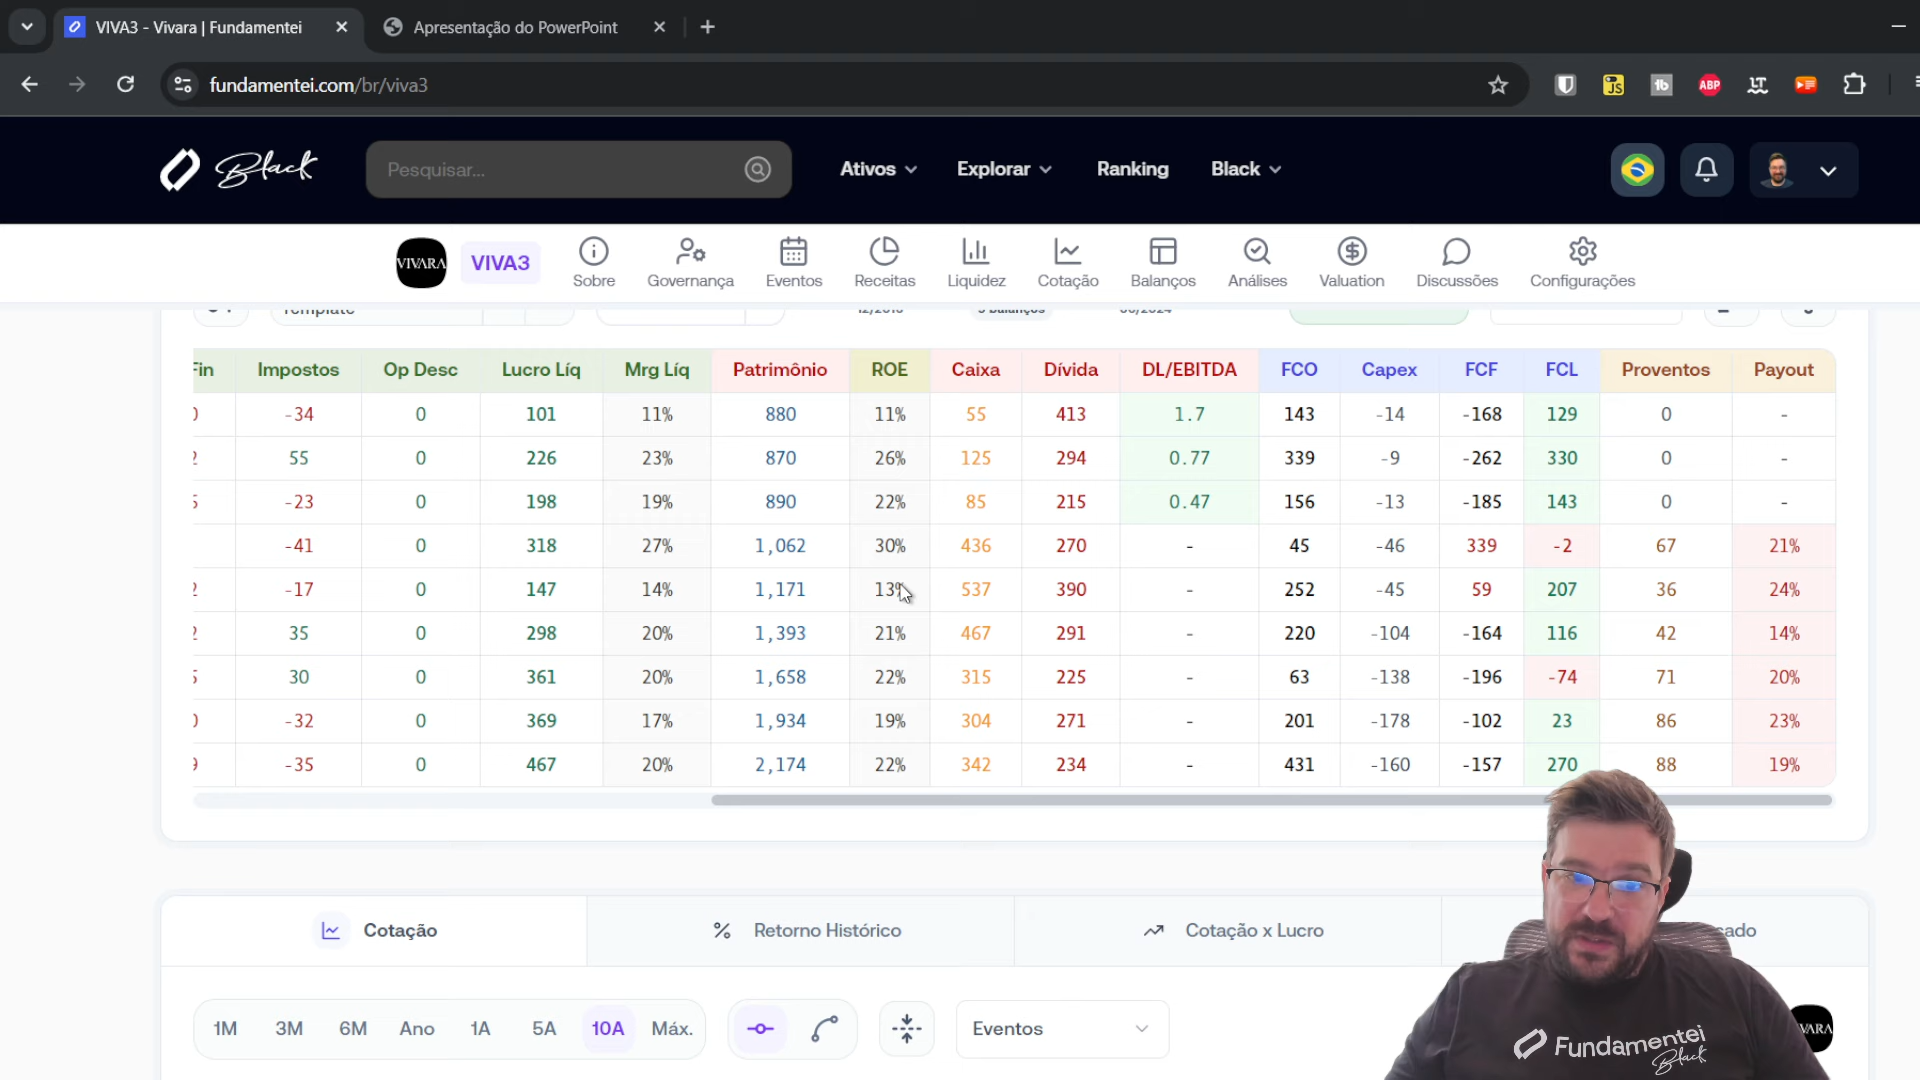 VIVA3 - Vivara | Fundamentei
Apresentação do PowerPoint
fundamentei.com/br/viva3
JS
ABP
LT
Black
Pesquisar...
Ativos
Explorar
Ranking
Black
VIVARA
VIVA3
Sobre
Governança
Eventos
Receitas
Liquidez
Cotação
Balanços
Análises
Valuation
Discussões
Configurações
Fin Impostos Op Desc Lucro Líq Mrg Líq Patrimônio ROE Caixa Dívida DL/EBITDA FCO Capex FCF FCL Proventos Payout
-34 0 101 11% 880 11% 55 413 1.7 143 -14 -168 129 0 -
55 0 226 23% 870 26% 125 294 0.77 339 -9 -262 330 0 -
-23 0 198 19% 890 22% 85 215 0.47 156 -13 -185 143 0 -
-41 0 318 27% 1,062 30% 436 270 - 45 -46 339 -2 67 21%
-17 0 147 14% 1,171 13% 537 390 - 252 -45 59 207 36 24%
35 0 298 20% 1,393 21% 467 291 - 220 -104 -164 116 42 14%
30 0 361 20% 1,658 22% 315 225 - 63 -138 -196 -74 71 20%
-32 0 369 17% 1,934 19% 304 271 - 201 -178 -102 23 86 23%
-35 0 467 20% 2,174 22% 342 234 - 431 -160 -157 270 88 19%
Cotação
Retorno Histórico
Cotação x Lucro
1M 3M 6M Ano 1A 5A 10A Máx.
Eventos
Fundamentei
Black